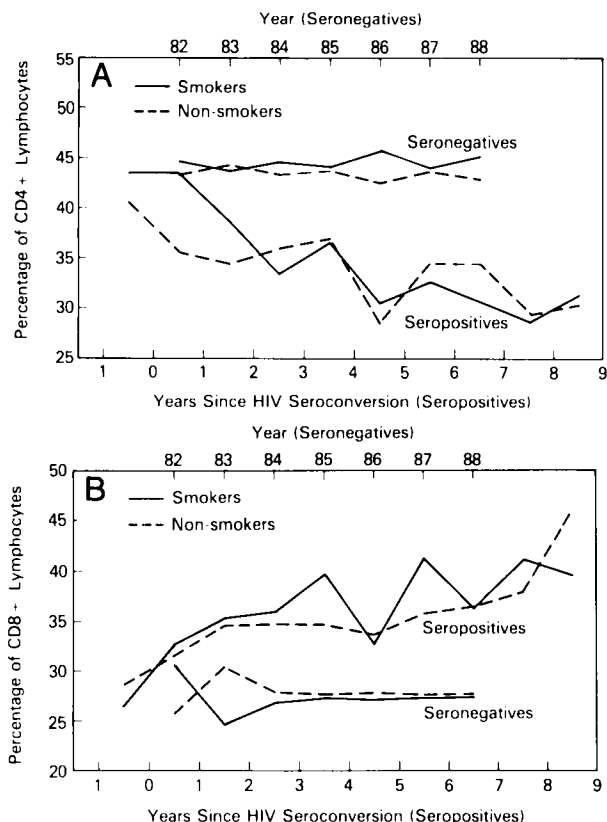 Year (Seronegatives)
82 83 84 85 86 87 88
A
Smokers
Non-smokers
Seronegatives
Seropositives
Percentage of CD4 + Lymphocytes
55
50
45
40
35
30
25
1 0 1 2 3 4 5 6 7 8 9
Years Since HIV Seroconversion (Seropositives)
Year (Seronegatives)
82 83 84 85 86 87 88
B
Smokers
Non-smokers
Seropositives
Seronegatives
Percentage of CD8 + Lymphocytes
50
45
40
35
30
25
20
1 0 1 2 3 4 5 6 7 8 9
Years Since HIV Seroconversion (Seropositives)